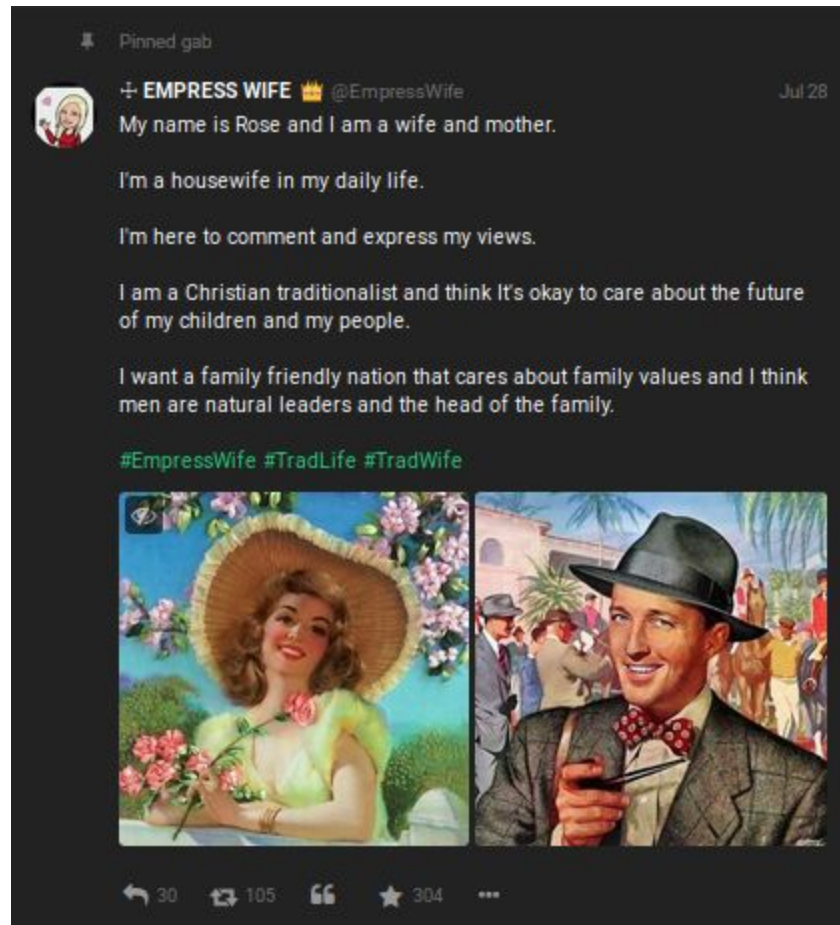 Pinned gab
☩ EMPRESS WIFE 👑 @EmpressWife Jul 28
My name is Rose and I am a wife and mother.
I'm a housewife in my daily life.
I'm here to comment and express my views.
I am a Christian traditionalist and think It's okay to care about the future
of my children and my people.
I want a family friendly nation that cares about family values and I think
men are natural leaders and the head of the family.
#EmpressWife #TradLife #TradWife
30 105 304